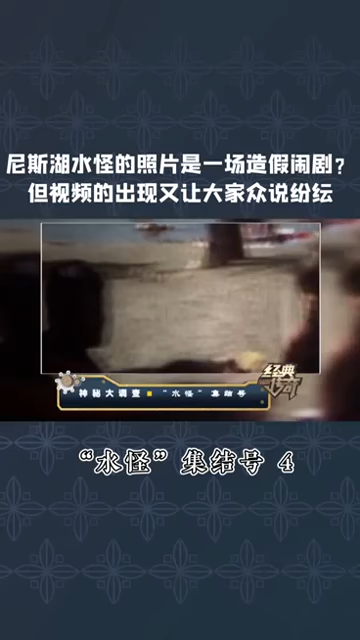 尼斯湖水怪的照片是一场造假闹剧?
但视频的出现又让大家众说纷纭
经典
传奇
神秘大调查 “水怪”集结号
“水怪”集结号 4